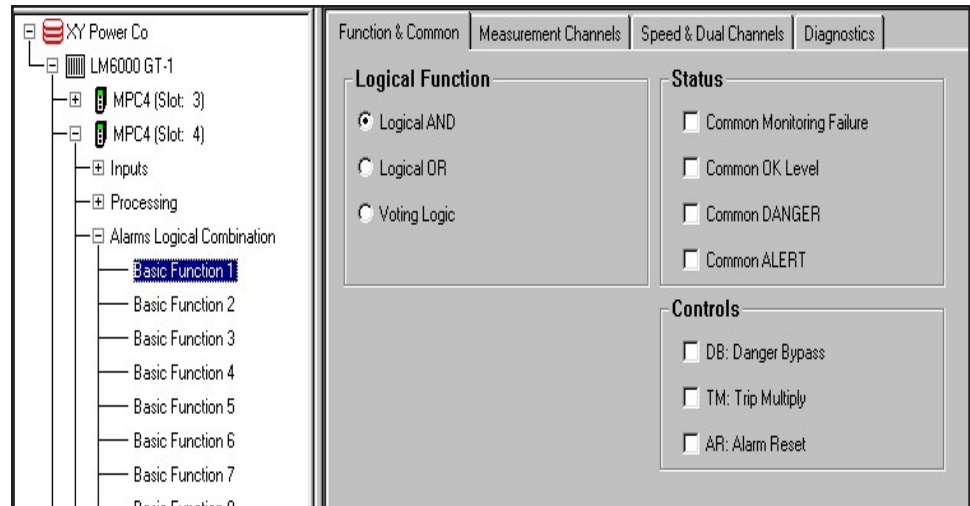 XY Power Co
LM6000 GT-1
MPC4 (Slot: 3)
MPC4 (Slot: 4)
Inputs
Processing
Alarms Logical Combination
Basic Function 1
Basic Function 2
Basic Function 3
Basic Function 4
Basic Function 5
Basic Function 6
Basic Function 7
Basic Function
Function & Common
Measurement Channels
Speed & Dual Channels
Diagnostics
Logical Function
Logical AND
Logical OR
Voting Logic
Status
Common Monitoring Failure
Common OK Level
Common DANGER
Common ALERT
Controls
DB: Danger Bypass
TM: Trip Multiply
AR: Alarm Reset